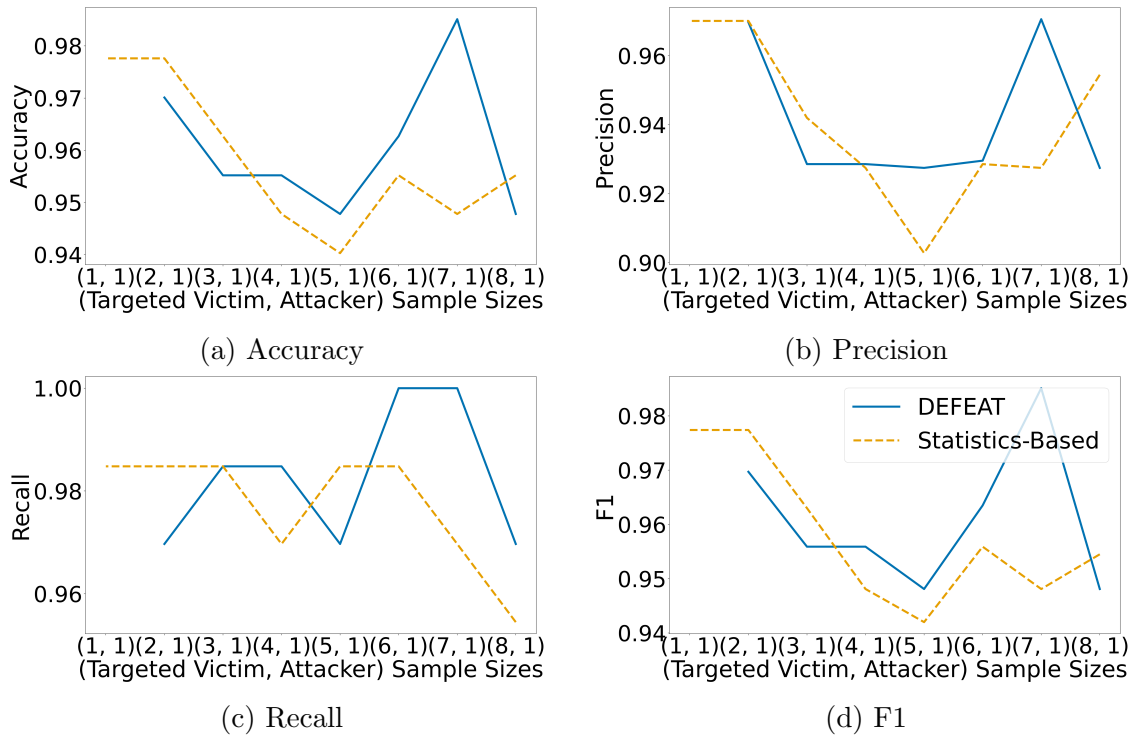 Accuracy
0.98
0.97
0.96
0.95
0.94
(1, 1)(2, 1)(3, 1)(4, 1)(5, 1)(6, 1)(7, 1)(8, 1)
(Targeted Victim, Attacker) Sample Sizes
(a) Accuracy
Precision
0.96
0.94
0.92
0.90
(1, 1)(2, 1)(3, 1)(4, 1)(5, 1)(6, 1)(7, 1)(8, 1)
(Targeted Victim, Attacker) Sample Sizes
(b) Precision
Recall
1.00
0.98
0.96
(1, 1)(2, 1)(3, 1)(4, 1)(5, 1)(6, 1)(7, 1)(8, 1)
(Targeted Victim, Attacker) Sample Sizes
(c) Recall
F1
0.98
0.97
0.96
0.95
0.94
DEFEAT
Statistics-Based
(1, 1)(2, 1)(3, 1)(4, 1)(5, 1)(6, 1)(7, 1)(8, 1)
(Targeted Victim, Attacker) Sample Sizes
(d) F1